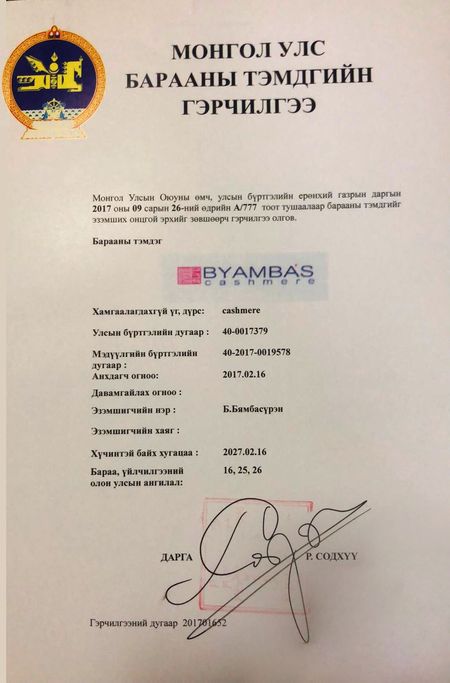 МОНГОЛ УЛС
БАРААНЫ ТЭМДГИЙН
ГЭРЧИЛГЭЭ
Монгол Улсын Оюуны өмч, улсын бүртгэлийн ерөнхий газрын даргын
2017 оны 09 сарын 26-ний өдрийн А/777 тоот тушаалаар барааны тэмдгийг
эзэмших онцгой эрхийг зөвшөөрч гэрчилгээ олгов.
Барааны тэмдэг
BYAMBA'S
cashmere
Хамгаалагдахгүй үг, дүрс: cashmere
Улсын бүртгэлийн дугаар : 40-0017379
Мэдүүлгийн бүртгэлийн 40-2017-0019578
дугаар :
Анхдагч огноо: 2017.02.16
Давамгайлах огноо :
Эзэмшигчийн нэр : Б.Бямбасүрэн
Эзэмшигчийн хаяг :
Хүчинтэй байх хугацаа : 2027.02.16
Бараа, үйлчилгээний 16, 25, 26
олон улсын ангилал:
ДАРГА Р. СОДХҮҮ
Гэрчилгээний дугаар 201701652